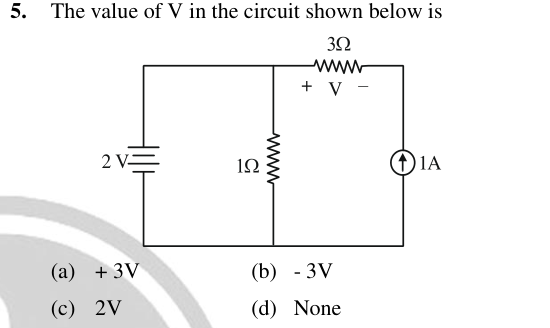 5. The value of V in the circuit shown below is
3Ω
+ V −
2 V
1Ω
1A
(a) + 3V (b) - 3V
(c) 2V (d) None